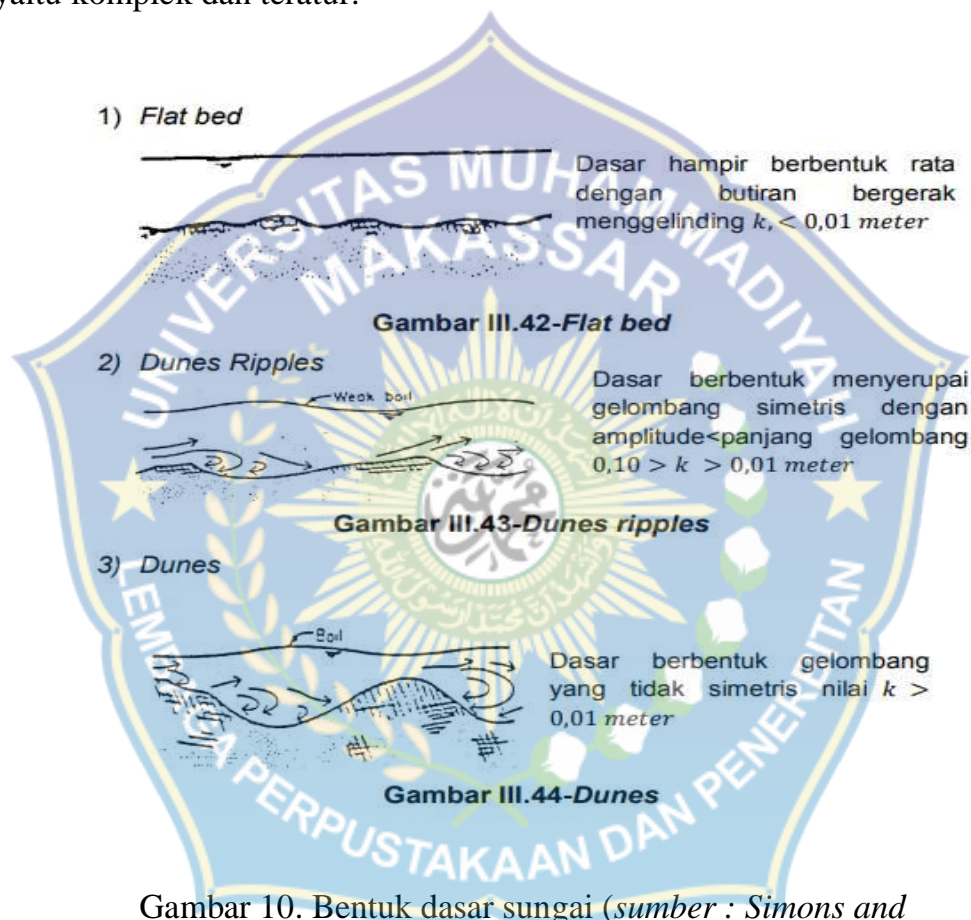 yaitu komplek dan teratur.
1) Flat bed
Dasar hampir berbentuk rata
dengan butiran bergerak
menggelinding k, < 0,01 meter
Gambar III.42-Flat bed
2) Dunes Ripples
Weak boil
Dasar berbentuk menyerupai
gelombang simetris dengan
amplitude<panjang gelombang
0,10 > k > 0,01 meter
Gambar III.43-Dunes ripples
3) Dunes
Boil
Dasar berbentuk gelombang
yang tidak simetris nilai k >
0,01 meter
Gambar III.44-Dunes
Gambar 10. Bentuk dasar sungai (sumber : Simons and
UNIVERSITAS MUHAMMADIYAH
MAKASSAR
LEMBAGA PERPUSTAKAAN DAN PENERBITAN